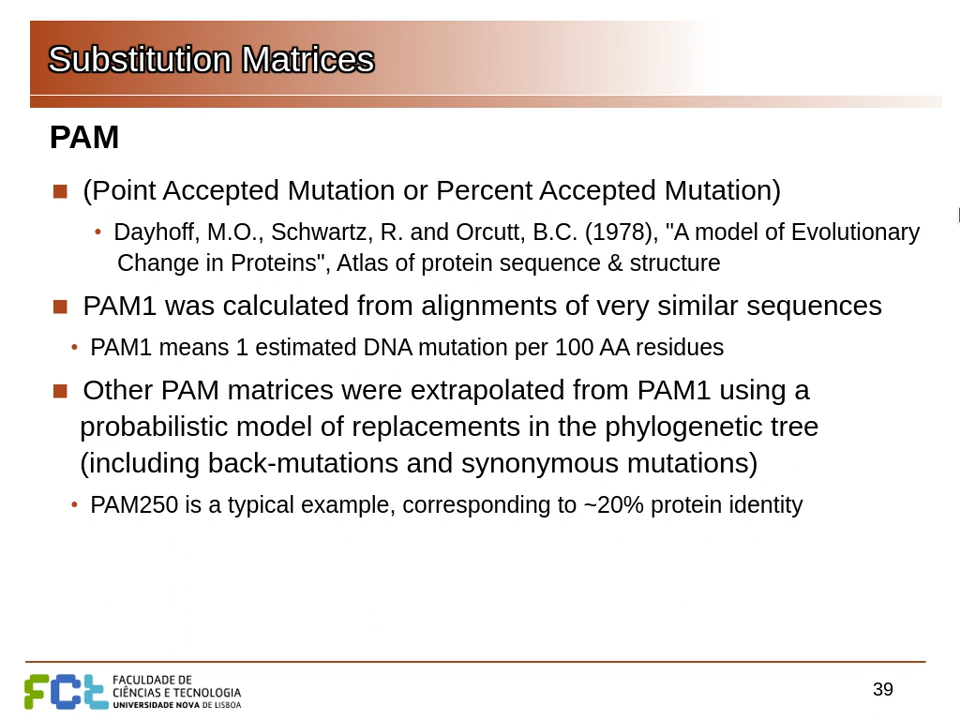 Substitution Matrices
PAM
(Point Accepted Mutation or Percent Accepted Mutation)
• Dayhoff, M.O., Schwartz, R. and Orcutt, B.C. (1978), "A model of Evolutionary
Change in Proteins", Atlas of protein sequence & structure
PAM1 was calculated from alignments of very similar sequences
• PAM1 means 1 estimated DNA mutation per 100 AA residues
Other PAM matrices were extrapolated from PAM1 using a
probabilistic model of replacements in the phylogenetic tree
(including back-mutations and synonymous mutations)
• PAM250 is a typical example, corresponding to ~20% protein identity
FCt
FACULDADE DE
CIÊNCIAS E TECNOLOGIA
UNIVERSIDADE NOVA DE LISBOA
39